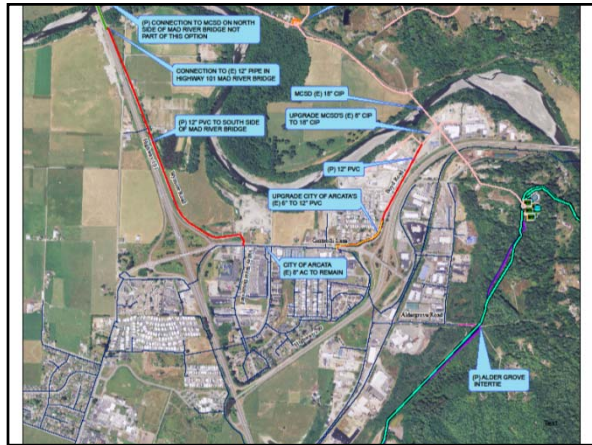 (P) CONNECTION TO MCSD ON NORTH
SIDE OF MAD RIVER BRIDGE NOT
PART OF THIS OPTION
CONNECTION TO (E) 12" PIPE IN
HIGHWAY 101 MAD RIVER BRIDGE
MCSD (E) 18" CIP
UPGRADE MCSD'S (E) 8" CIP
TO 18" CIP
(P) 12" PVC TO SOUTH SIDE
OF MAD RIVER BRIDGE
(P) 12" PVC
UPGRADE CITY OF ARCATA'S
(E) 6" TO 12" PVC
CITY OF ARCATA
(E) 8" AC TO REMAIN
Boyd Road
Aldergrove Road
(P) ALDER GROVE
INTERTIE
Text